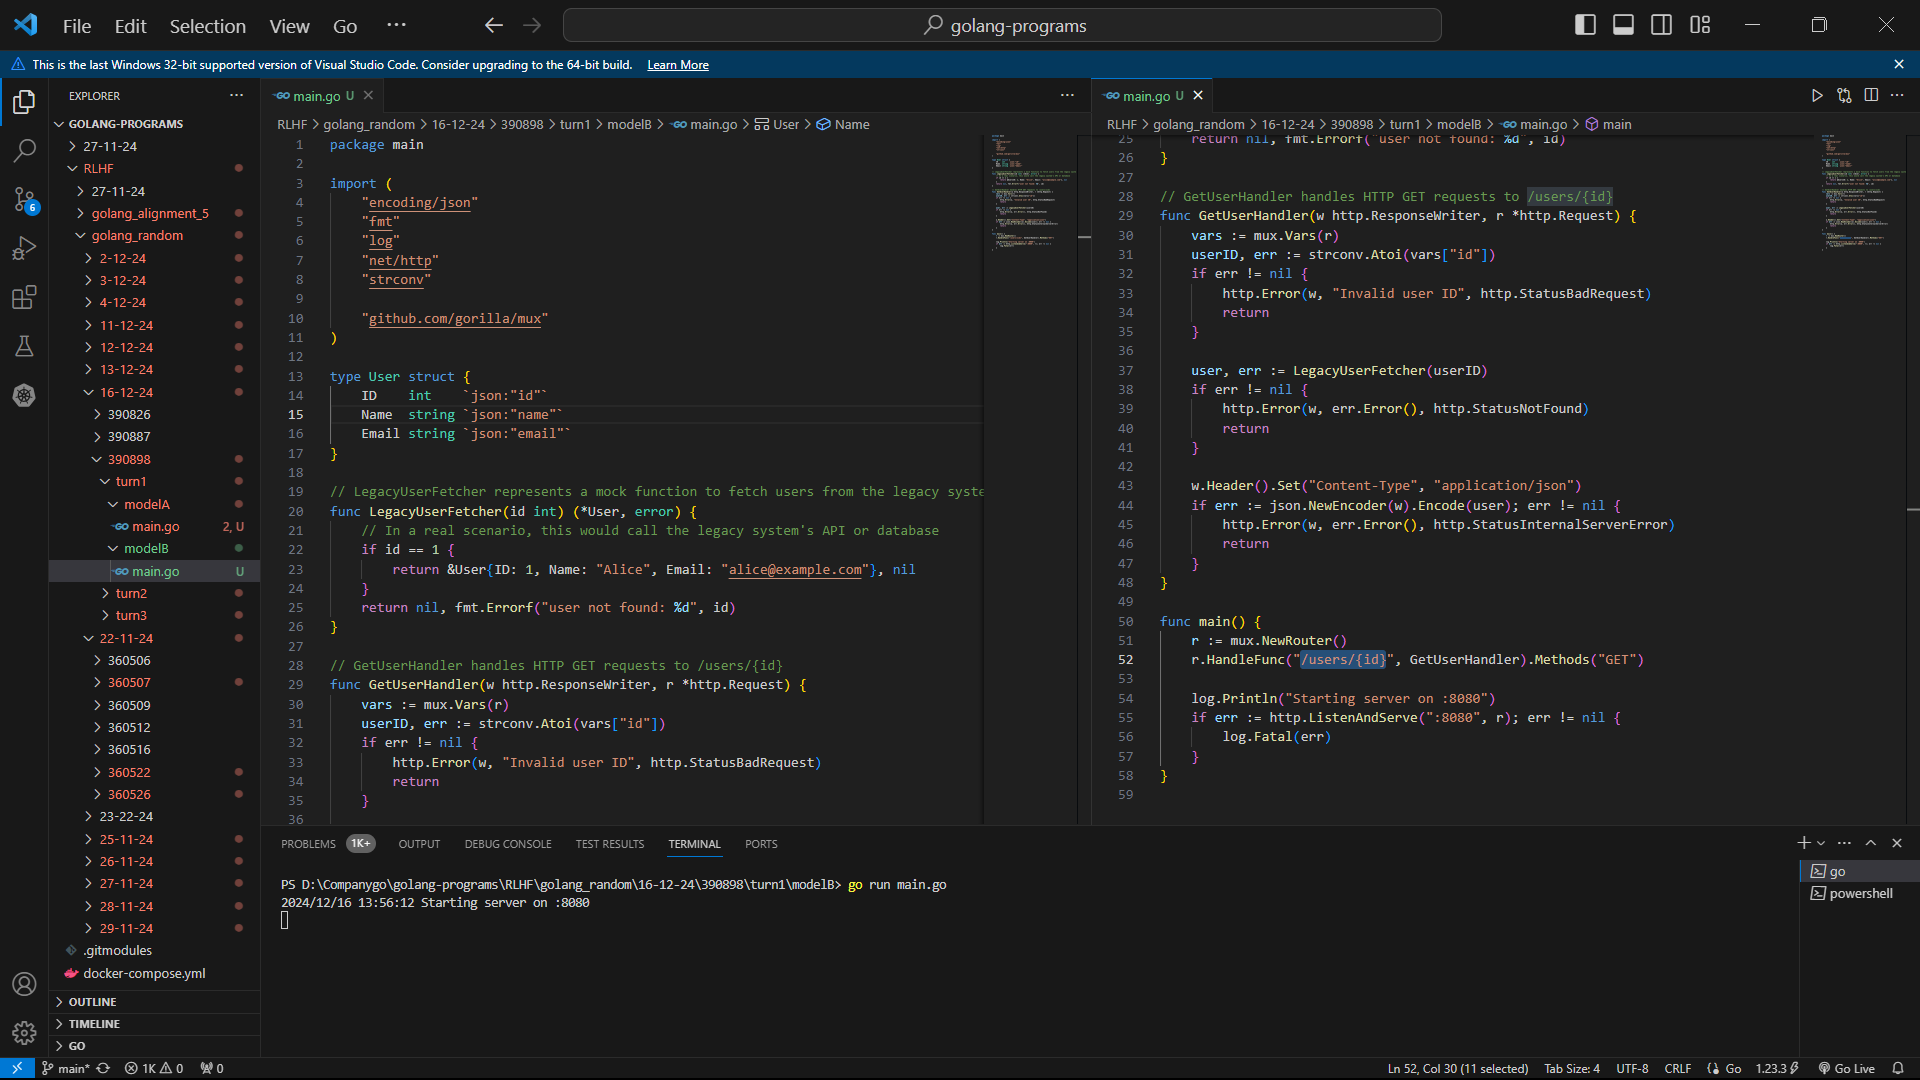 File Edit Selection View Go ··· golang-programs
This is the last Windows 32-bit supported version of Visual Studio Code. Consider upgrading to the 64-bit build. Learn More
EXPLORER
GOLANG-PROGRAMS
27-11-24
RLHF
27-11-24
golang_alignment_5
golang_random
2-12-24
3-12-24
4-12-24
11-12-24
12-12-24
13-12-24
16-12-24
390826
390887
390898
turn1
modelA
main.go 2, U
modelB
main.go U
turn2
turn3
22-11-24
360506
360507
360509
360512
360516
360522
360526
23-22-24
25-11-24
26-11-24
27-11-24
28-11-24
29-11-24
.gitmodules
docker-compose.yml
OUTLINE
TIMELINE
GO
main.go U
RLHF > golang_random > 16-12-24 > 390898 > turn1 > modelB > main.go > User > Name
1 package main
2
3 import (
4 "encoding/json"
5 "fmt"
6 "log"
7 "net/http"
8 "strconv"
9
10 "github.com/gorilla/mux"
11 )
12
13 type User struct {
14 ID int `json:"id"`
15 Name string `json:"name"`
16 Email string `json:"email"`
17 }
18
19 // LegacyUserFetcher represents a mock function to fetch users from the legacy syste
20 func LegacyUserFetcher(id int) (*User, error) {
21 // In a real scenario, this would call the legacy system's API or database
22 if id == 1 {
23 return &User{ID: 1, Name: "Alice", Email: "alice@example.com"}, nil
24 }
25 return nil, fmt.Errorf("user not found: %d", id)
26 }
27
28 // GetUserHandler handles HTTP GET requests to /users/{id}
29 func GetUserHandler(w http.ResponseWriter, r *http.Request) {
30 vars := mux.Vars(r)
31 userID, err := strconv.Atoi(vars["id"])
32 if err != nil {
33 http.Error(w, "Invalid user ID", http.StatusBadRequest)
34 return
35 }
36
main.go U
RLHF > golang_random > 16-12-24 > 390898 > turn1 > modelB > main.go > main
25 return nil, fmt.Errorf("user not found: %d", id)
26 }
27
28 // GetUserHandler handles HTTP GET requests to /users/{id}
29 func GetUserHandler(w http.ResponseWriter, r *http.Request) {
30 vars := mux.Vars(r)
31 userID, err := strconv.Atoi(vars["id"])
32 if err != nil {
33 http.Error(w, "Invalid user ID", http.StatusBadRequest)
34 return
35 }
36
37 user, err := LegacyUserFetcher(userID)
38 if err != nil {
39 http.Error(w, err.Error(), http.StatusNotFound)
40 return
41 }
42
43 w.Header().Set("Content-Type", "application/json")
44 if err := json.NewEncoder(w).Encode(user); err != nil {
45 http.Error(w, err.Error(), http.StatusInternalServerError)
46 return
47 }
48 }
49
50 func main() {
51 r := mux.NewRouter()
52 r.HandleFunc("/users/{id}", GetUserHandler).Methods("GET")
53
54 log.Println("Starting server on :8080")
55 if err := http.ListenAndServe(":8080", r); err != nil {
56 log.Fatal(err)
57 }
58 }
59
PROBLEMS 1K+ OUTPUT DEBUG CONSOLE TEST RESULTS TERMINAL PORTS
PS D:\Companygo\golang-programs\RLHF\golang_random\16-12-24\390898\turn1\modelB> go run main.go
2024/12/16 13:56:12 Starting server on :8080
go
powershell
6
main* 1K 0 0 Ln 52, Col 30 (11 selected) Tab Size: 4 UTF-8 CRLF Go 1.23.3 Go Live